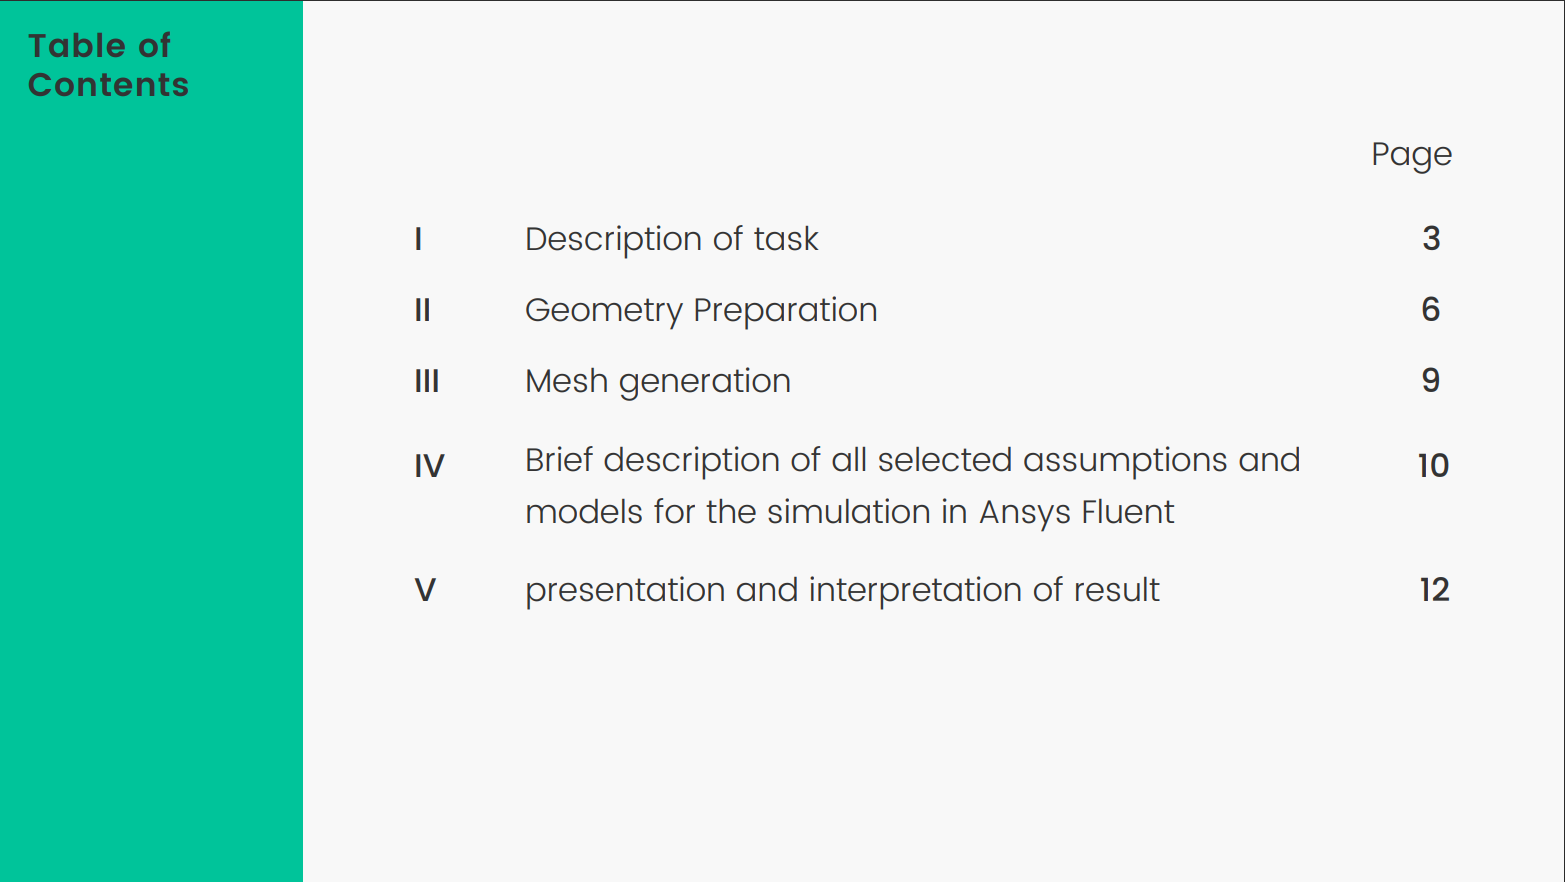 Table of
Contents
Page
I Description of task 3
II Geometry Preparation 6
III Mesh generation 9
IV Brief description of all selected assumptions and 10
models for the simulation in Ansys Fluent
V presentation and interpretation of result 12